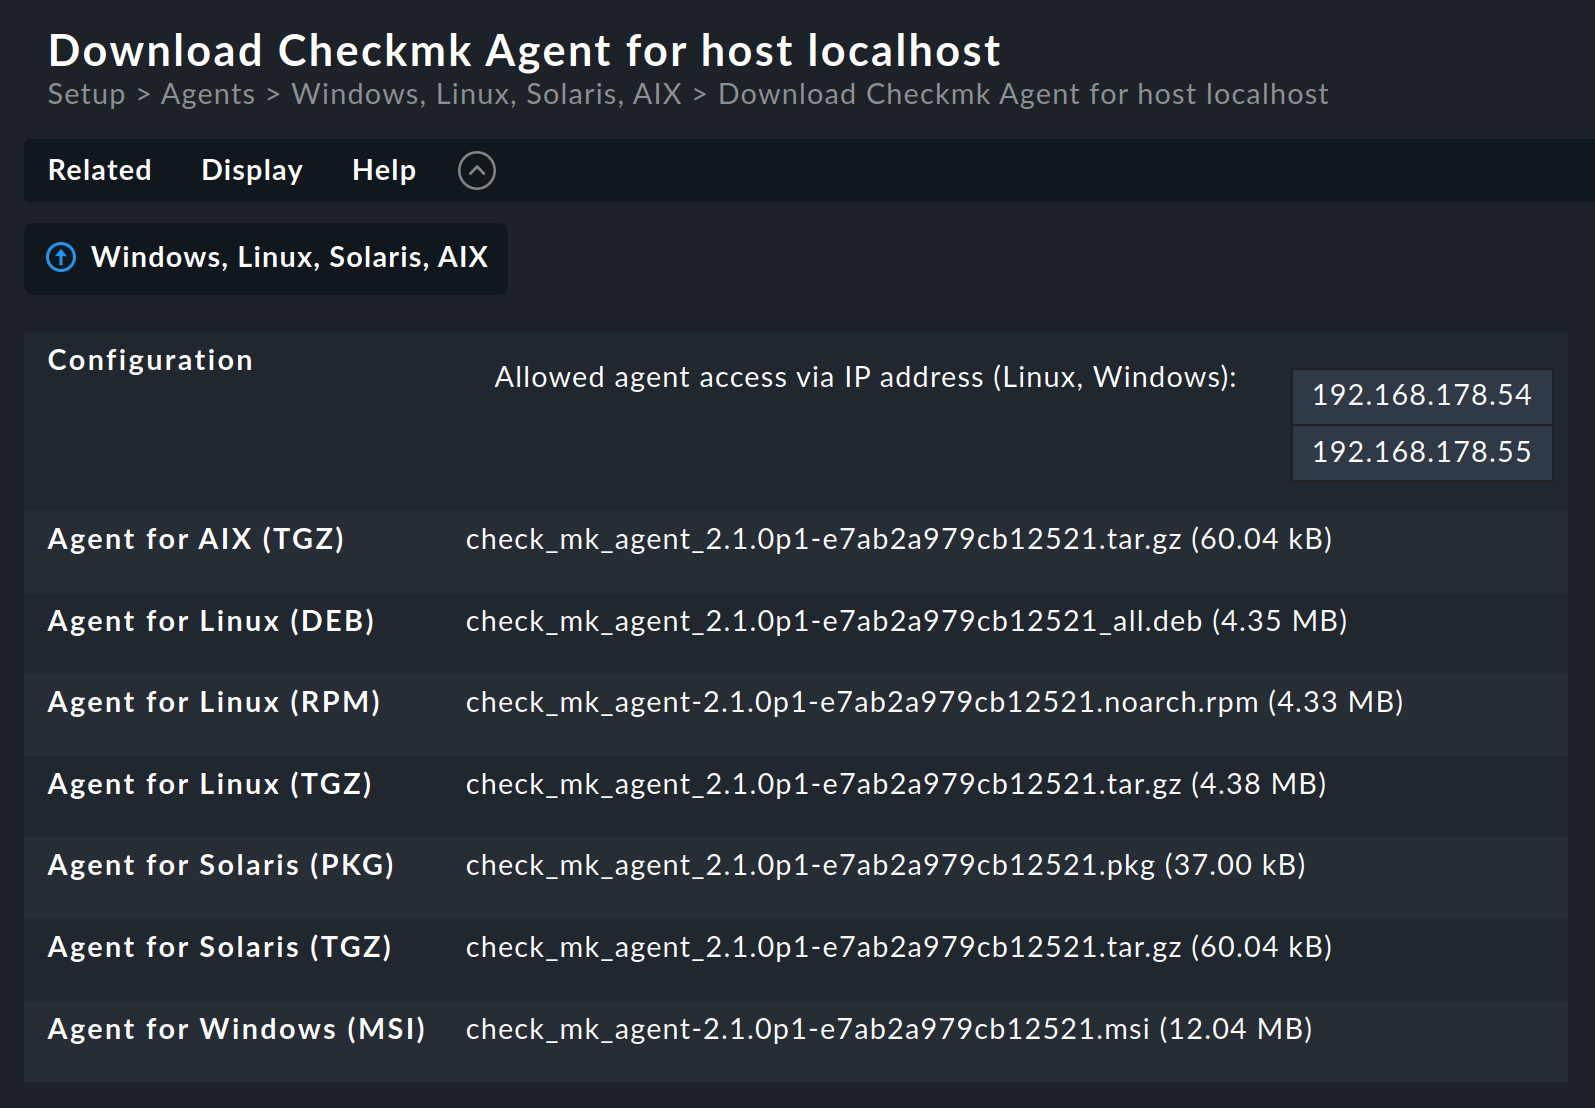 Download Checkmk Agent for host localhost
Setup > Agents > Windows, Linux, Solaris, AIX > Download Checkmk Agent for host localhost
Related Display Help
Windows, Linux, Solaris, AIX
Configuration Allowed agent access via IP address (Linux, Windows): 192.168.178.54
192.168.178.55
Agent for AIX (TGZ) check_mk_agent_2.1.0p1-e7ab2a979cb12521.tar.gz (60.04 kB)
Agent for Linux (DEB) check_mk_agent_2.1.0p1-e7ab2a979cb12521_all.deb (4.35 MB)
Agent for Linux (RPM) check_mk_agent-2.1.0p1-e7ab2a979cb12521.noarch.rpm (4.33 MB)
Agent for Linux (TGZ) check_mk_agent_2.1.0p1-e7ab2a979cb12521.tar.gz (4.38 MB)
Agent for Solaris (PKG) check_mk_agent_2.1.0p1-e7ab2a979cb12521.pkg (37.00 kB)
Agent for Solaris (TGZ) check_mk_agent_2.1.0p1-e7ab2a979cb12521.tar.gz (60.04 kB)
Agent for Windows (MSI) check_mk_agent-2.1.0p1-e7ab2a979cb12521.msi (12.04 MB)